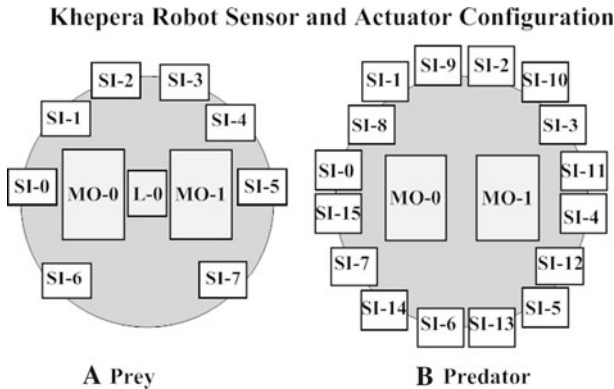 Khepera Robot Sensor and Actuator Configuration
SI-2 SI-3
SI-1 SI-4
SI-0 MO-0 L-0 MO-1 SI-5
SI-6 SI-7
A Prey
SI-9 SI-2
SI-1 SI-10
SI-8 SI-3
SI-0 SI-11
MO-0 MO-1
SI-15 SI-4
SI-7 SI-12
SI-14 SI-5
SI-6 SI-13
B Predator